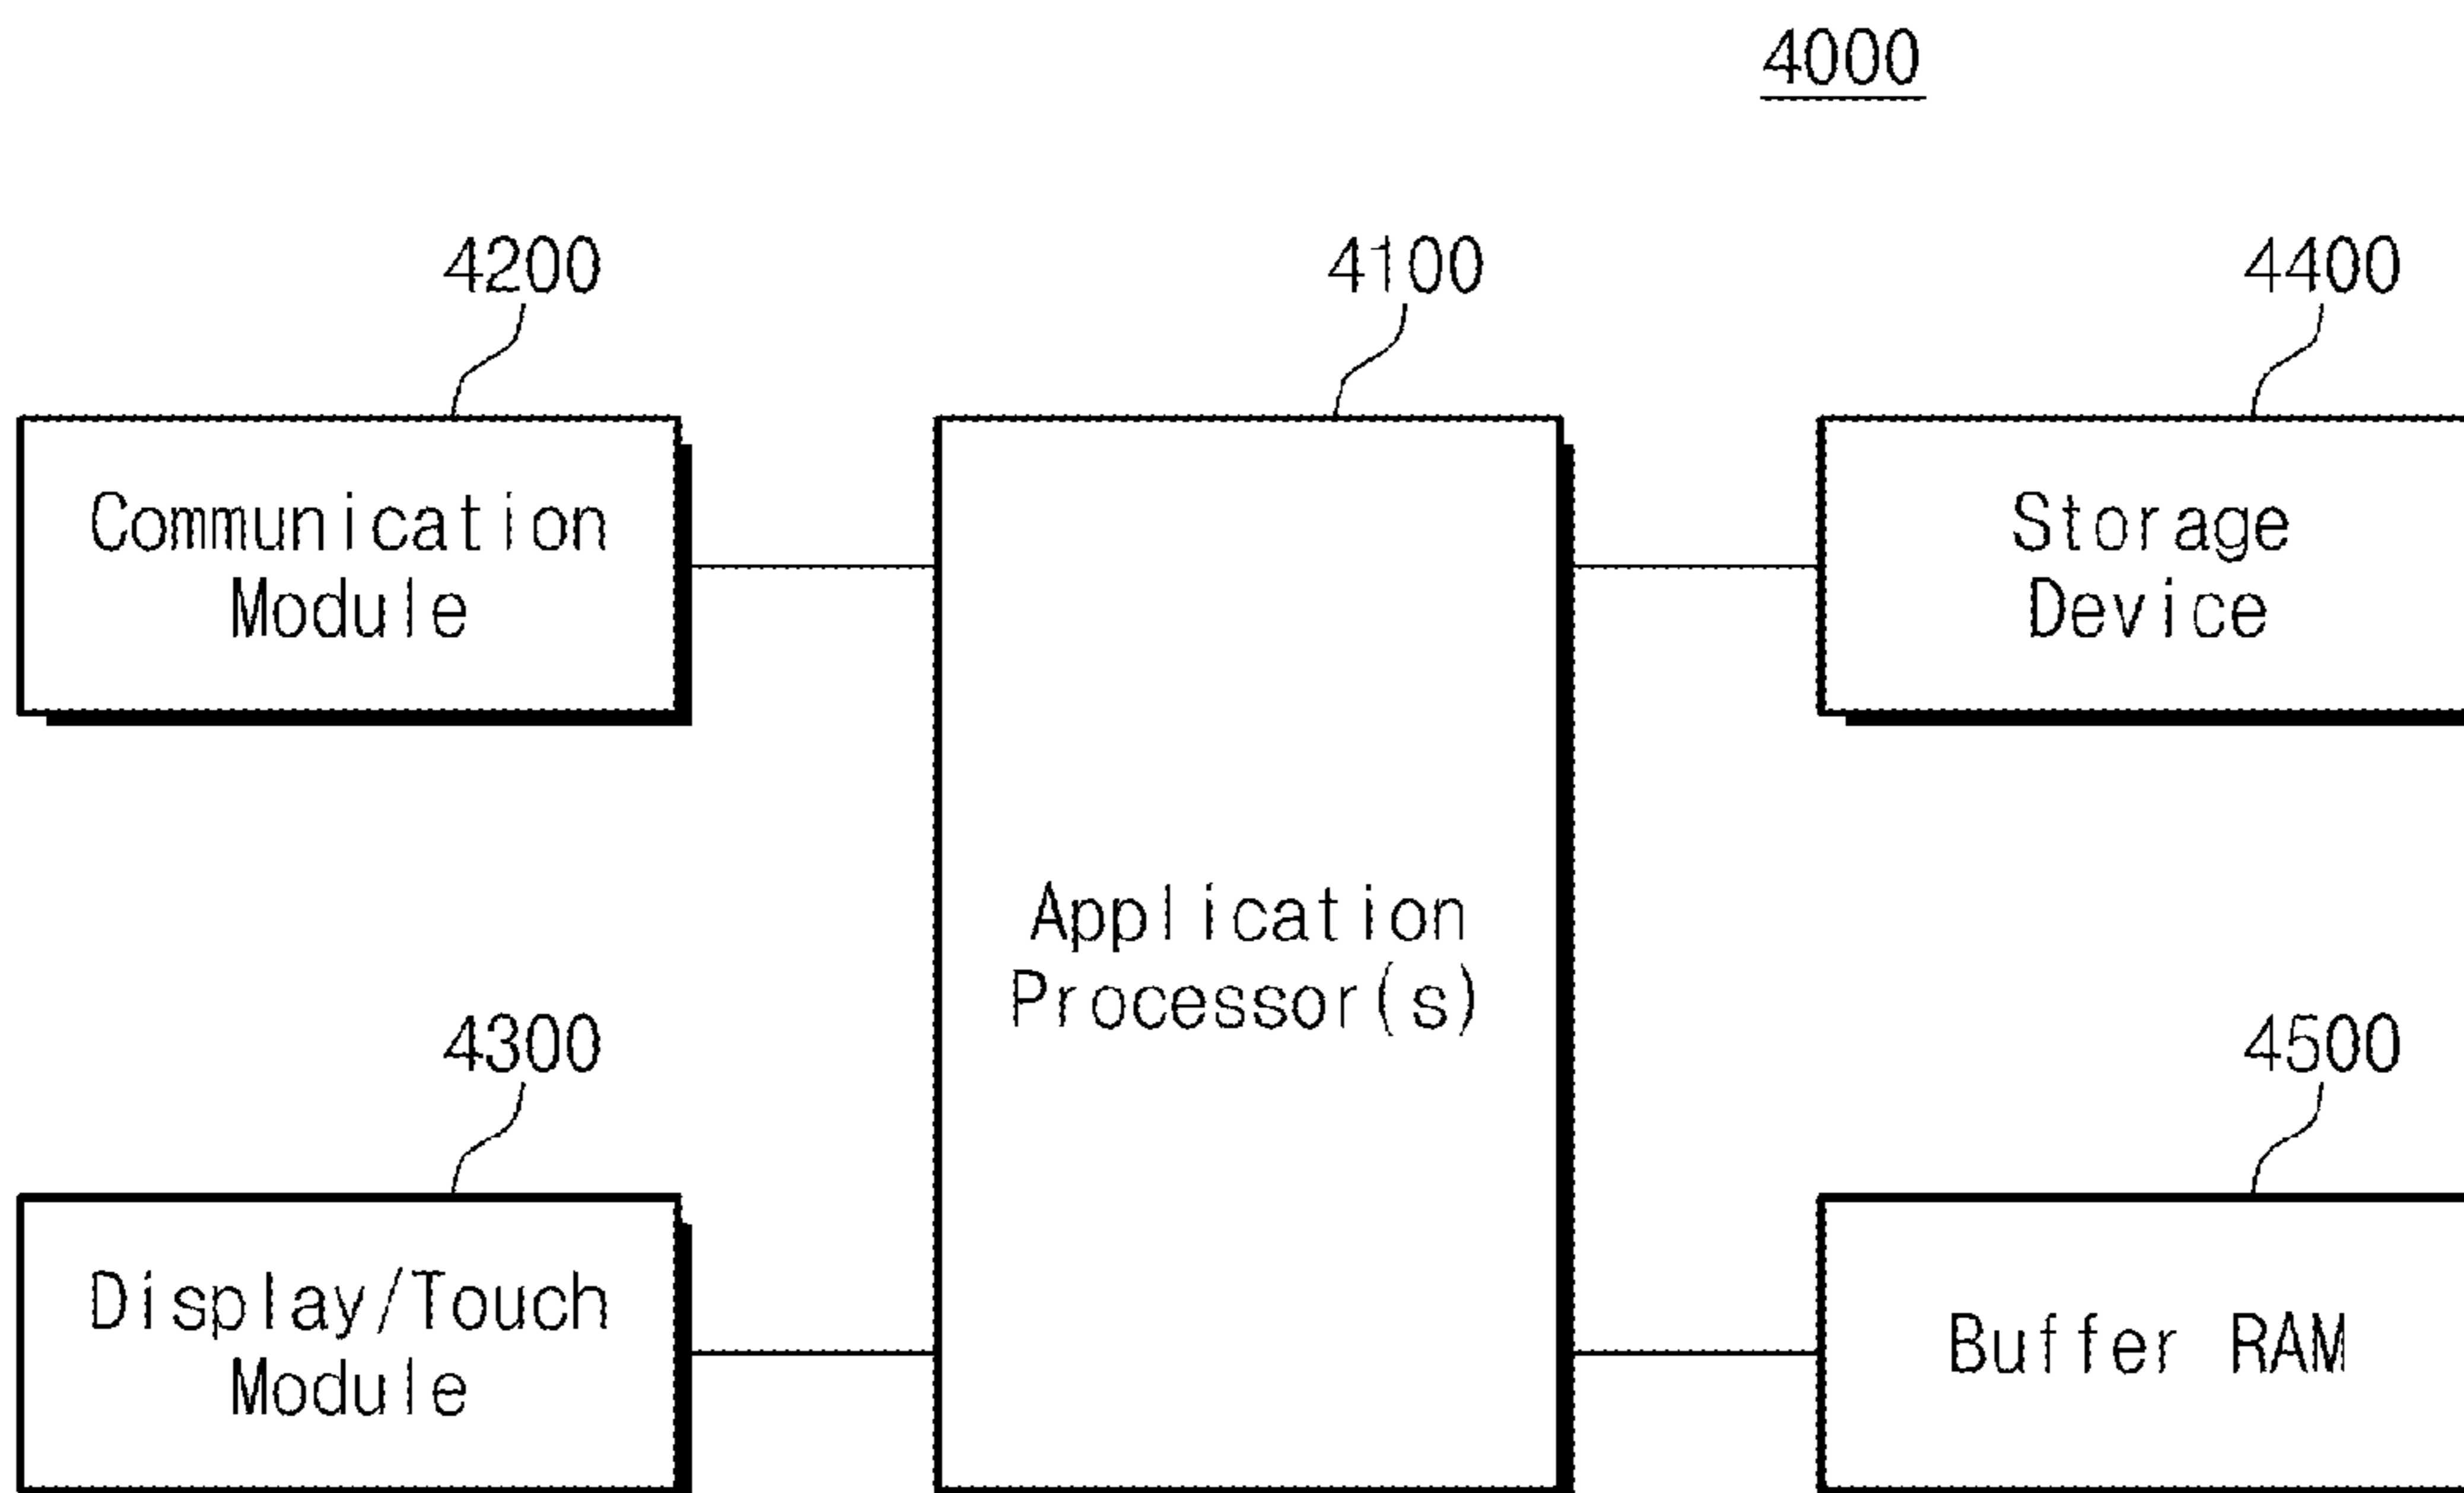 4000
4200
4100
4400
Communication
Module
Application
Processor(s)
Storage
Device
4300
4500
Display/Touch
Module
Buffer RAM